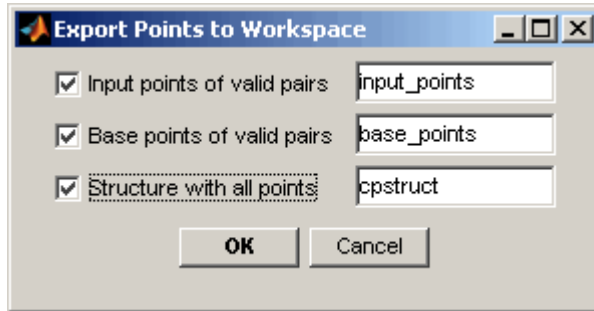 Export Points to Workspace
Input points of valid pairs input_points
Base points of valid pairs base_points
Structure with all points cpstruct
OK Cancel